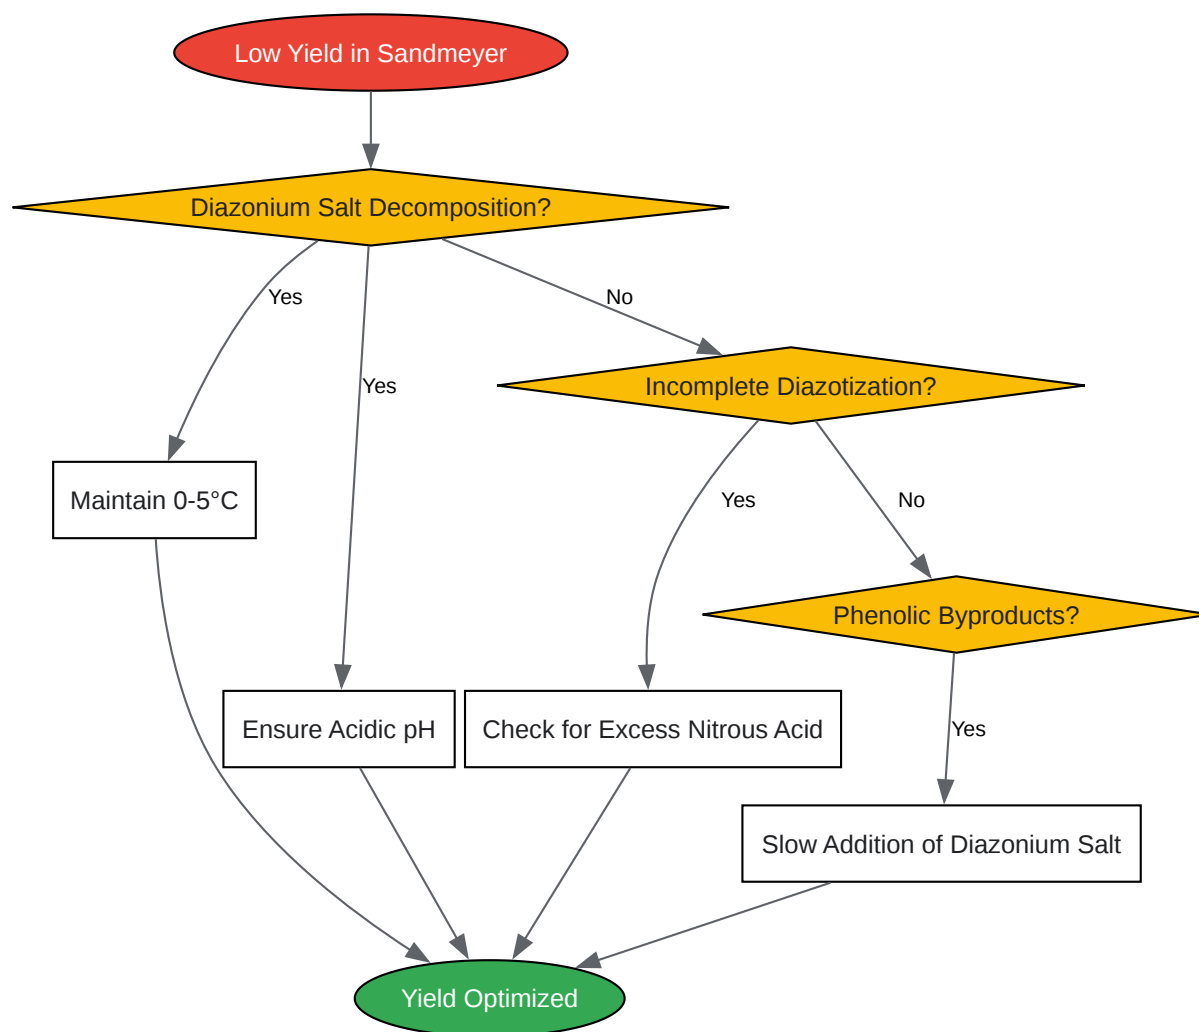 Low Yield in Sandmeyer
Diazonium Salt Decomposition?
Yes
No
Yes
Incomplete Diazotization?
Maintain 0-5°C
Yes
No
Phenolic Byproducts?
Ensure Acidic pH
Check for Excess Nitrous Acid
Yes
Slow Addition of Diazonium Salt
Yield Optimized